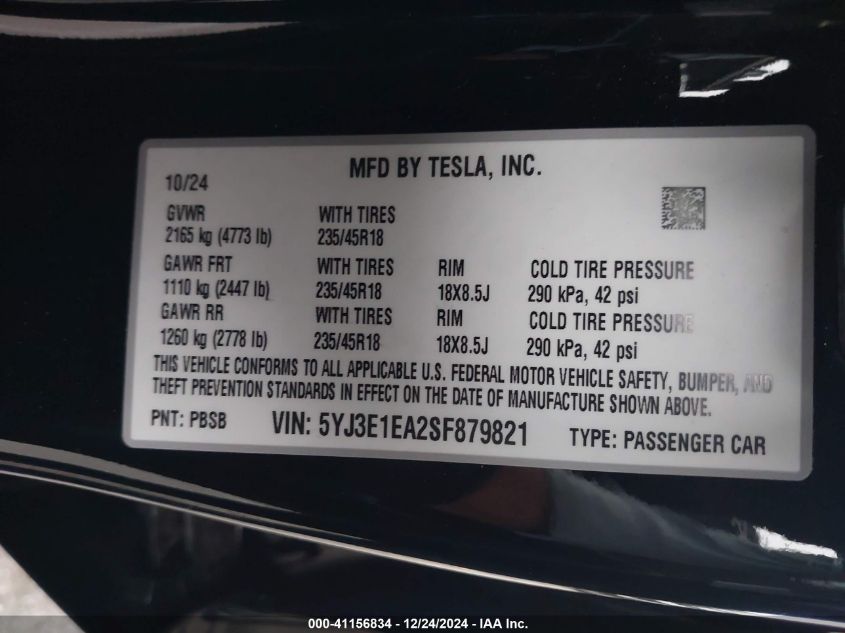 MFD BY TESLA, INC.
10/24
GVWR WITH TIRES
2165 kg (4773 lb) 235/45R18
GAWR FRT WITH TIRES RIM COLD TIRE PRESSURE
1110 kg (2447 lb) 235/45R18 18X8.5J 290 kPa, 42 psi
GAWR RR WITH TIRES RIM COLD TIRE PRESSURE
1260 kg (2778 lb) 235/45R18 18X8.5J 290 kPa, 42 psi
THIS VEHICLE CONFORMS TO ALL APPLICABLE U.S. FEDERAL MOTOR VEHICLE SAFETY, BUMPER, AND
THEFT PREVENTION STANDARDS IN EFFECT ON THE DATE OF MANUFACTURE SHOWN ABOVE.
PNT: PBSB VIN: 5YJ3E1EA2SF879821 TYPE: PASSENGER CAR
000-41156834 - 12/24/2024 - IAA Inc.